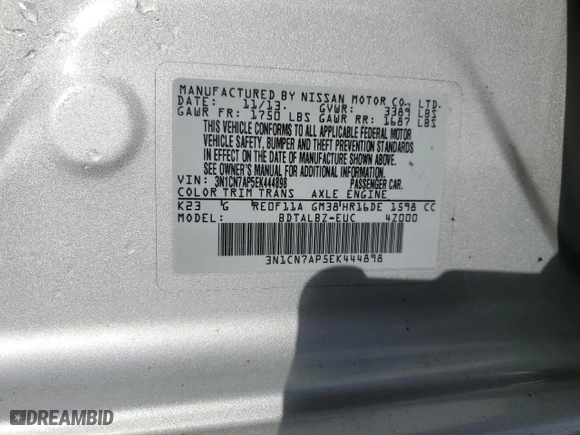 MANUFACTURED BY NISSAN MOTOR CO., LTD.
DATE: 11/13. GVWR: 3389 LBS
GAWR FR: 1750 LBS GAWR RR: 1687 LBS
THIS VEHICLE CONFORMS TO ALL APPLICABLE FEDERAL MOTOR
VEHICLE SAFETY, BUMPER AND THEFT PREVENTION STANDARDS
IN EFFECT ON THE DATE OF MANUFACTURE SHOWN ABOVE.
SEE OWNER'S MANUAL FOR ADDITIONAL INFORMATION
VIN: 3N1CN7AP5EK444898 PASSENGER CAR.
COLOR TRIM TRANS AXLE ENGINE
K23 G RE0F11A GM38 HR16DE 1598 CC
MODEL: BDTALBZ-EUC 4Z000
3N1CN7AP5EK444898
DREAMBID